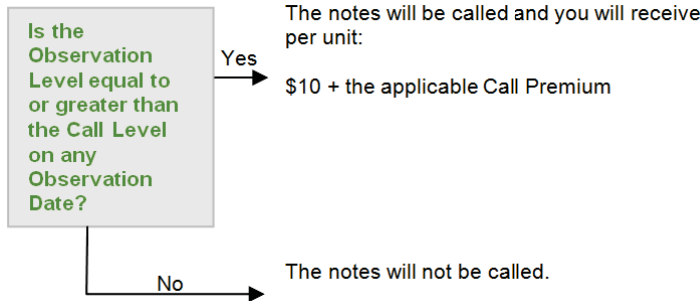 Is the
Observation
Level equal to
or greater than
the Call Level
on any
Observation
Date?
Yes
The notes will be called and you will receive
per unit:
$10 + the applicable Call Premium
No
The notes will not be called.